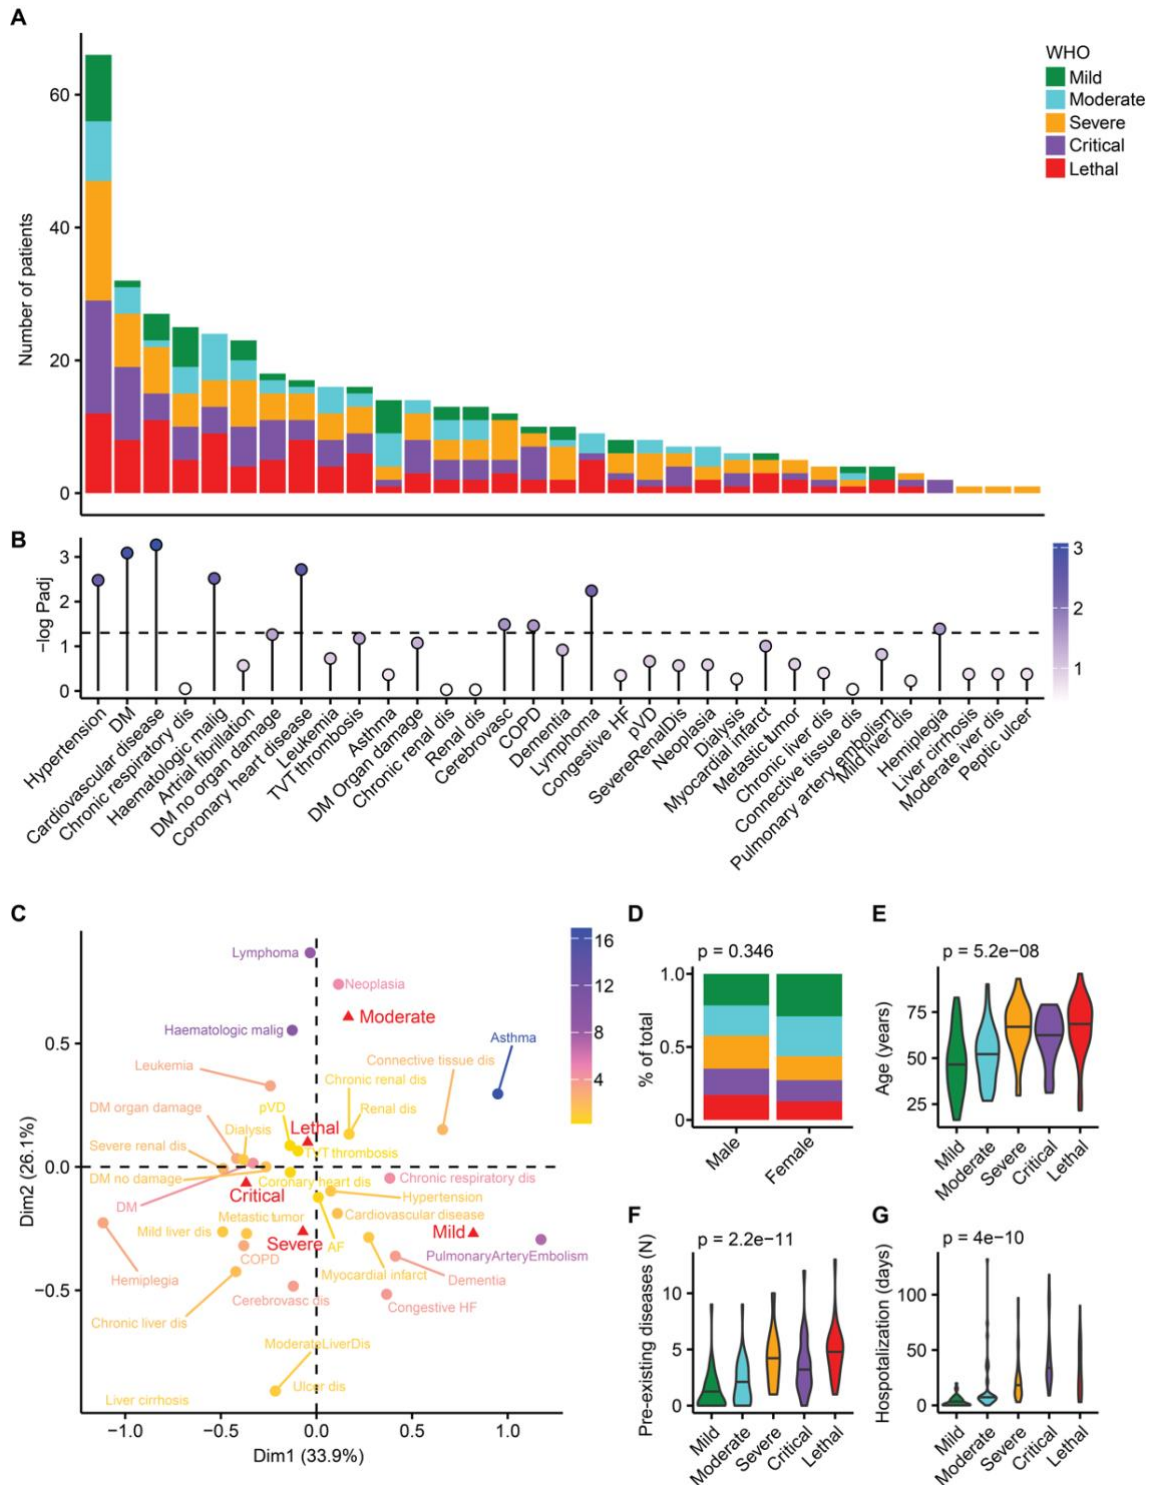 A
WHO
Mild
Moderate
Severe
Critical
Lethal
Number of patients
60
40
20
0
B
−log Padj
3
2
1
0
3
2
1
Hypertension
DM
Cardiovascular disease
Chronic respiratory dis
Haematologic malig
Artrial fibrillation
DM no organ damage
Coronary heart disease
Leukemia
TVT thrombosis
Asthma
DM Organ damage
Chronic renal dis
Renal dis
Cerebrovasc
COPD
Dementia
Lymphoma
Congestive HF
pVD
SevereRenalDis
Neoplasia
Dialysis
Myocardial infarct
Metastic tumor
Chronic liver dis
Connective tissue dis
Pulmonary artery embolism
Mild liver dis
Hemiplegia
Liver cirrhosis
Moderate liver dis
Peptic ulcer
C
Dim2 (26.1%)
0.5
0.0
−0.5
−1.0
−0.5
0.0
0.5
1.0
Dim1 (33.9%)
16
12
8
4
Lymphoma
Neoplasia
Moderate
Haematologic malig
Asthma
Leukemia
Connective tissue dis
Chronic renal dis
DM organ damage
pVD
Renal dis
Lethal
Dialysis
Severe renal dis
TVT thrombosis
DM no damage
Coronary heart dis
Chronic respiratory dis
Critical
DM
Hypertension
Metastic tumor
Cardiovascular disease
Mild liver dis
Severe
AF
Mild
COPD
PulmonaryArteryEmbolism
Hemiplegia
Myocardial infarct
Dementia
Cerebrovasc dis
Congestive HF
Chronic liver dis
ModerateLiverDis
Ulcer dis
Liver cirrhosis
D
p = 0.346
% of total
1.0
0.5
0
Male
Female
E
p = 5.2e−08
Age (years)
75
50
25
Mild
Moderate
Severe
Critical
Lethal
F
p = 2.2e−11
Pre-existing diseases (N)
10
5
0
Mild
Moderate
Severe
Critical
Lethal
G
p = 4e−10
Hospotalization (days)
100
50
0
Mild
Moderate
Severe
Critical
Lethal